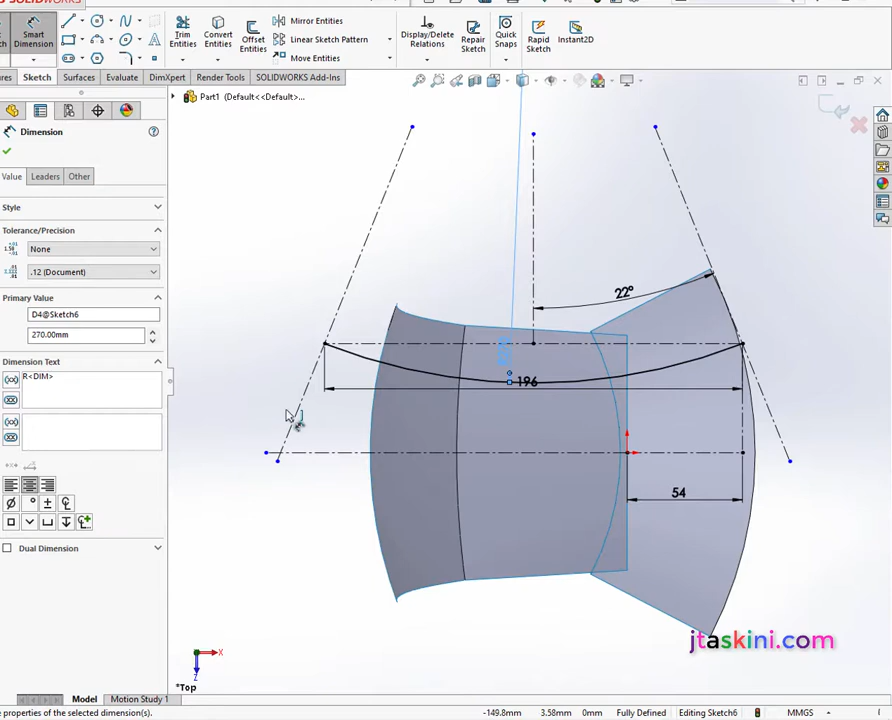 Smart
Dimension
Trim
Entities
Convert
Entities
Offset
Entities
Mirror Entities
Linear Sketch Pattern
Move Entities
Display/Delete
Relations
Repair
Sketch
Quick
Snaps
Rapid
Sketch
Instant2D
Sketch
Surfaces
Evaluate
DimXpert
Render Tools
SOLIDWORKS Add-Ins
Part1 (Default<<Default>...
Dimension
Value
Leaders
Other
Style
Tolerance/Precision
None
.12 (Document)
Primary Value
D4@Sketch6
270.00mm
Dimension Text
R<DIM>
Dual Dimension
22°
196
54
jtaskini.com
X
Z
*Top
Model
Motion Study 1
he properties of the selected dimension(s).
-149.8mm
3.58mm
0mm
Fully Defined
Editing Sketch6
MMGS